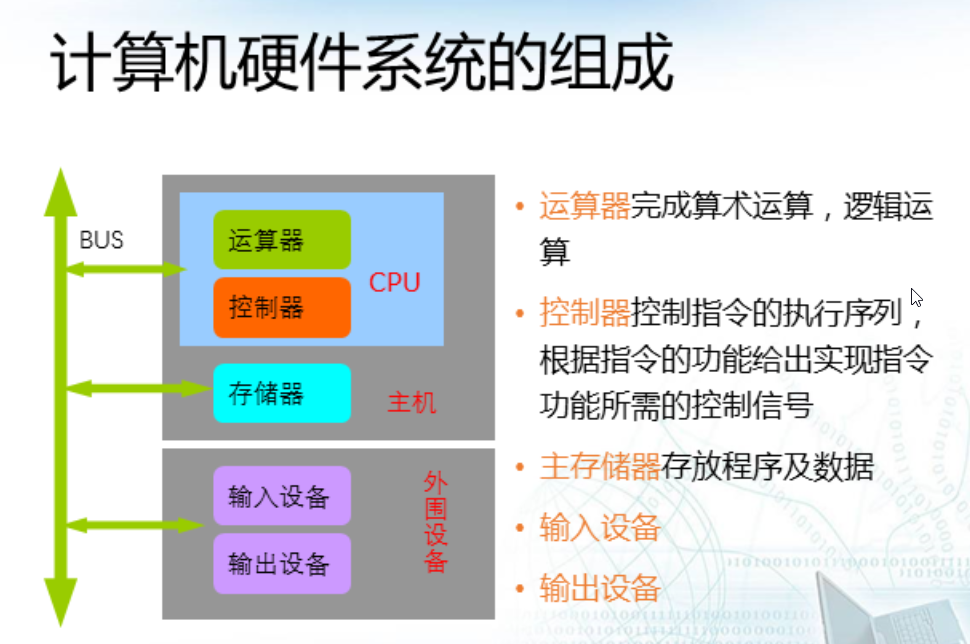 计算机硬件系统的组成
BUS
运算器
控制器
CPU
存储器
主机
输入设备
输出设备
外围设备
• 运算器完成算术运算，逻辑运
算
• 控制器控制指令的执行序列，
根据指令的功能给出实现指令
功能所需的控制信号
• 主存储器存放程序及数据
• 输入设备
• 输出设备